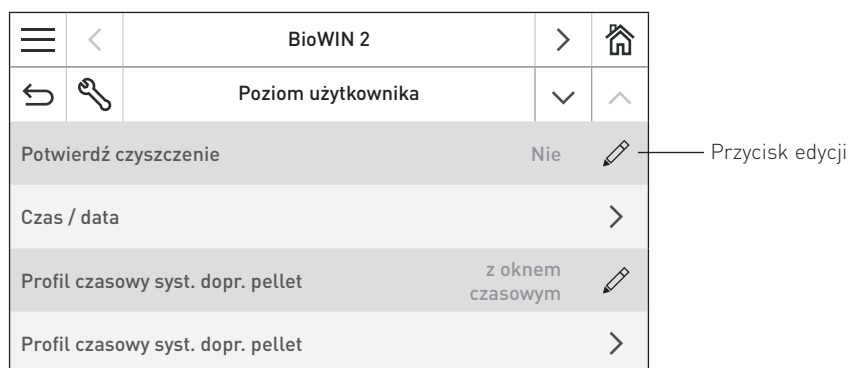 BioWIN 2
Poziom użytkownika
Potwierdź czyszczenie Nie
Przycisk edycji
Czas / data
Profil czasowy syst. dopr. pellet z oknem
czasowym
Profil czasowy syst. dopr. pellet